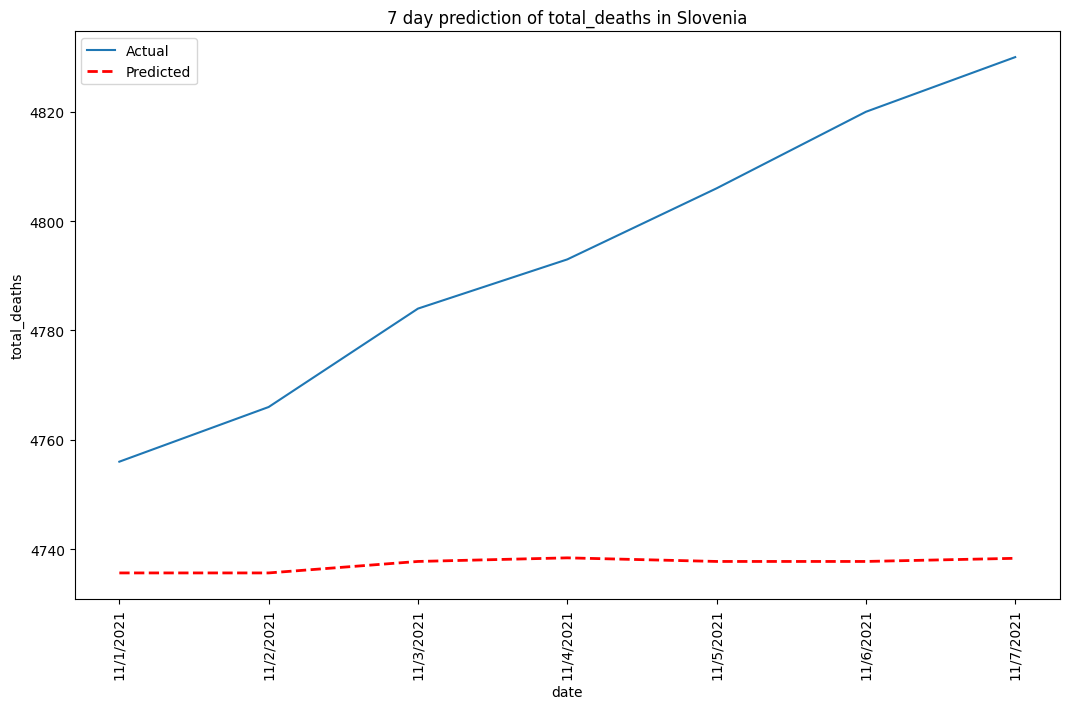 7 day prediction of total_deaths in Slovenia
Actual
Predicted
total_deaths
4820
4800
4780
4760
4740
11/1/2021
11/2/2021
11/3/2021
11/4/2021
11/5/2021
11/6/2021
11/7/2021
date